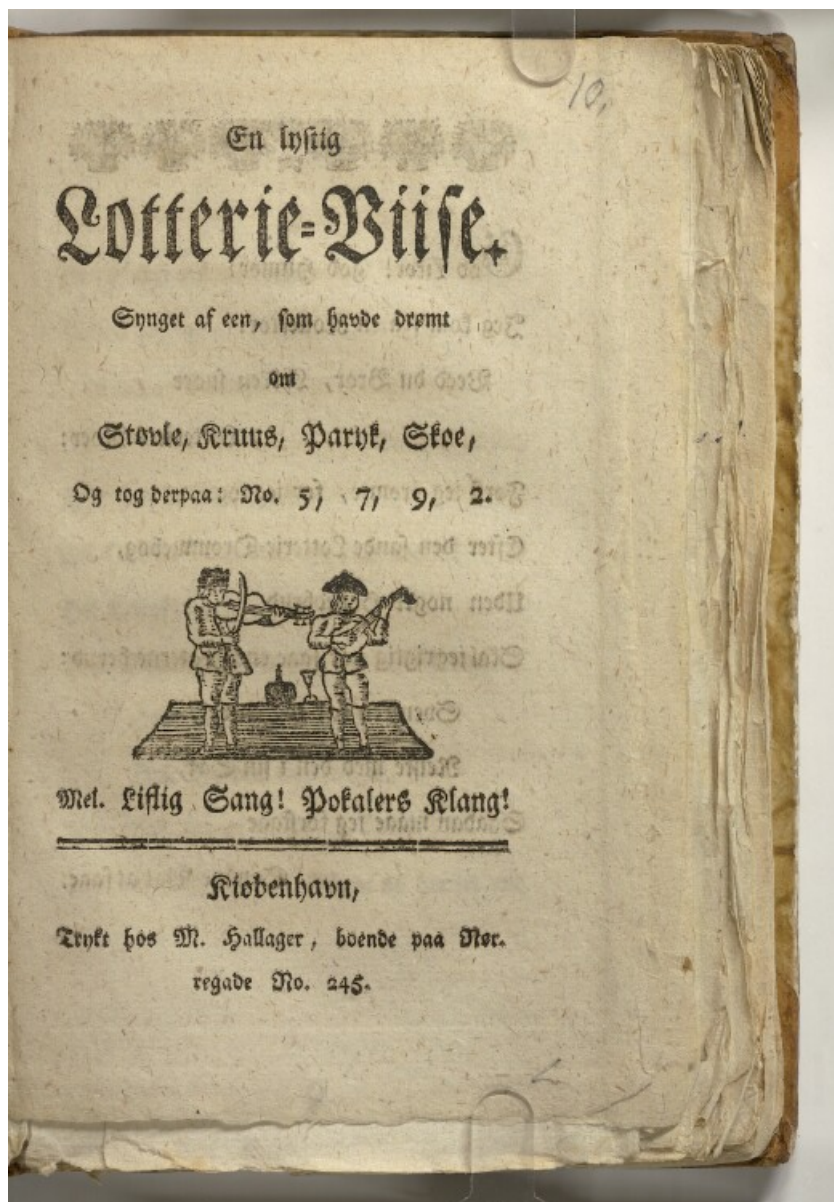 10.
En lystig
Lotterie-Viise.
Synget af een, som havde drømt
om
Støvle, Kruus, Paryk, Skoe,
Og tog derpaa: No. 5, 7, 9, 2.
Mel. Liflig Sang! Pokalers Klang!
Kiøbenhavn,
Trykt hos M. Hallager, boende paa Nør-
regade No. 245.